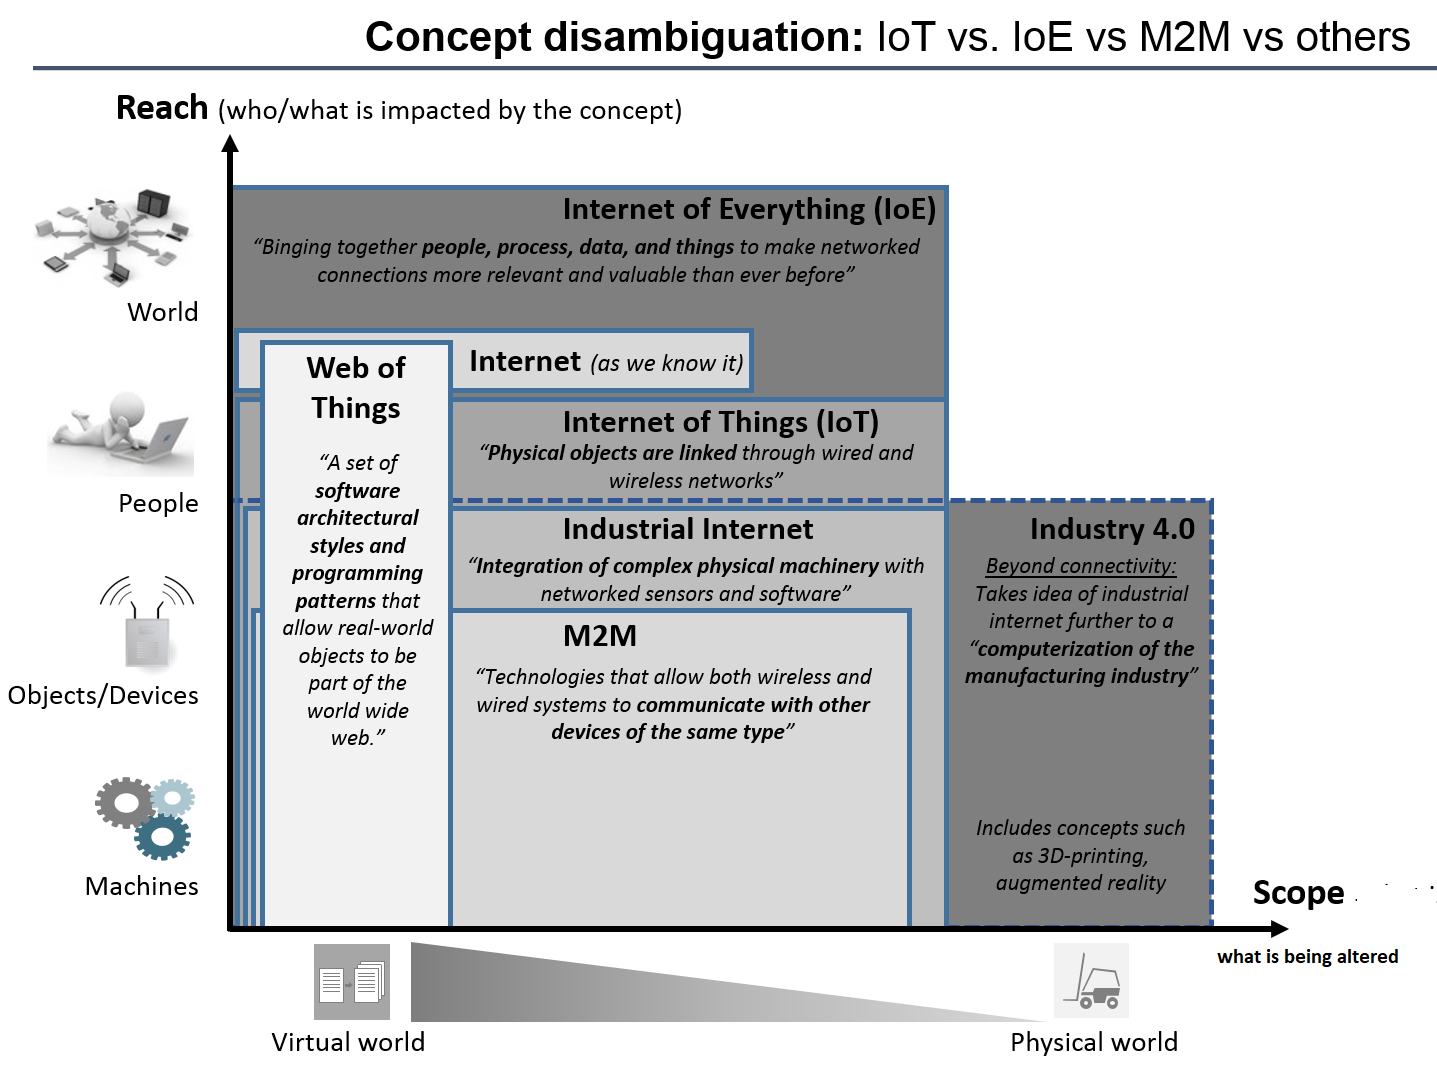 Concept disambiguation: IoT vs. IoE vs M2M vs others
Reach (who/what is impacted by the concept)
World
People
Objects/Devices
Machines
Internet of Everything (IoE)
“Binging together people, process, data, and things to make networked
connections more relevant and valuable than ever before”
Internet (as we know it)
Web of
Things
“A set of
software
architectural
styles and
programming
patterns that
allow real-world
objects to be
part of the
world wide
web.”
Internet of Things (IoT)
“Physical objects are linked through wired and
wireless networks”
Industrial Internet
“Integration of complex physical machinery with
networked sensors and software”
M2M
“Technologies that allow both wireless and
wired systems to communicate with other
devices of the same type”
Industry 4.0
Beyond connectivity:
Takes idea of industrial
internet further to a
“computerization of the
manufacturing industry”
Includes concepts such
as 3D-printing,
augmented reality
Scope
what is being altered
Virtual world
Physical world